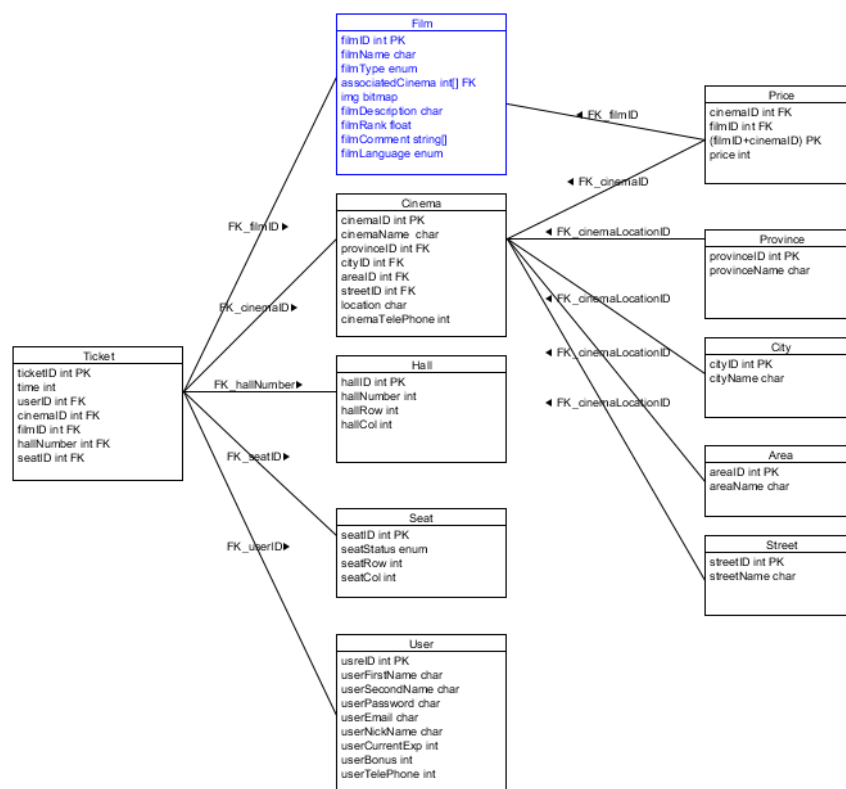 Film
filmID int PK
filmName char
filmType enum
associatedCinema int[] FK
img bitmap
filmDescription char
filmRank float
filmComment string[]
filmLanguage enum
Price
cinemaID int FK
filmID int FK
(filmID+cinemaID) PK
price int
◄ FK_filmID
◄ FK_cinemaID
Cinema
cinemaID int PK
cinemaName char
provinceID int FK
cityID int FK
areaID int FK
streetID int FK
location char
cinemaTelePhone int
FK_filmID►
FK_cinemaID►
◄ FK_cinemaLocationID
Province
provinceID int PK
provinceName char
◄ FK_cinemaLocationID
City
cityID int PK
cityName char
◄ FK_cinemaLocationID
◄ FK_cinemaLocationID
Ticket
ticketID int PK
time int
userID int FK
cinemaID int FK
filmID int FK
hallNumber int FK
seatID int FK
FK_hallNumber►
Hall
hallID int PK
hallNumber int
hallRow int
hallCol int
Area
areaID int PK
areaName char
FK_seatID►
Seat
seatID int PK
seatStatus enum
seatRow int
seatCol int
Street
streetID int PK
streetName char
FK_userID►
User
usreID int PK
userFirstName char
userSecondName char
userPassword char
userEmail char
userNickName char
userCurrentExp int
userBonus int
userTelePhone int